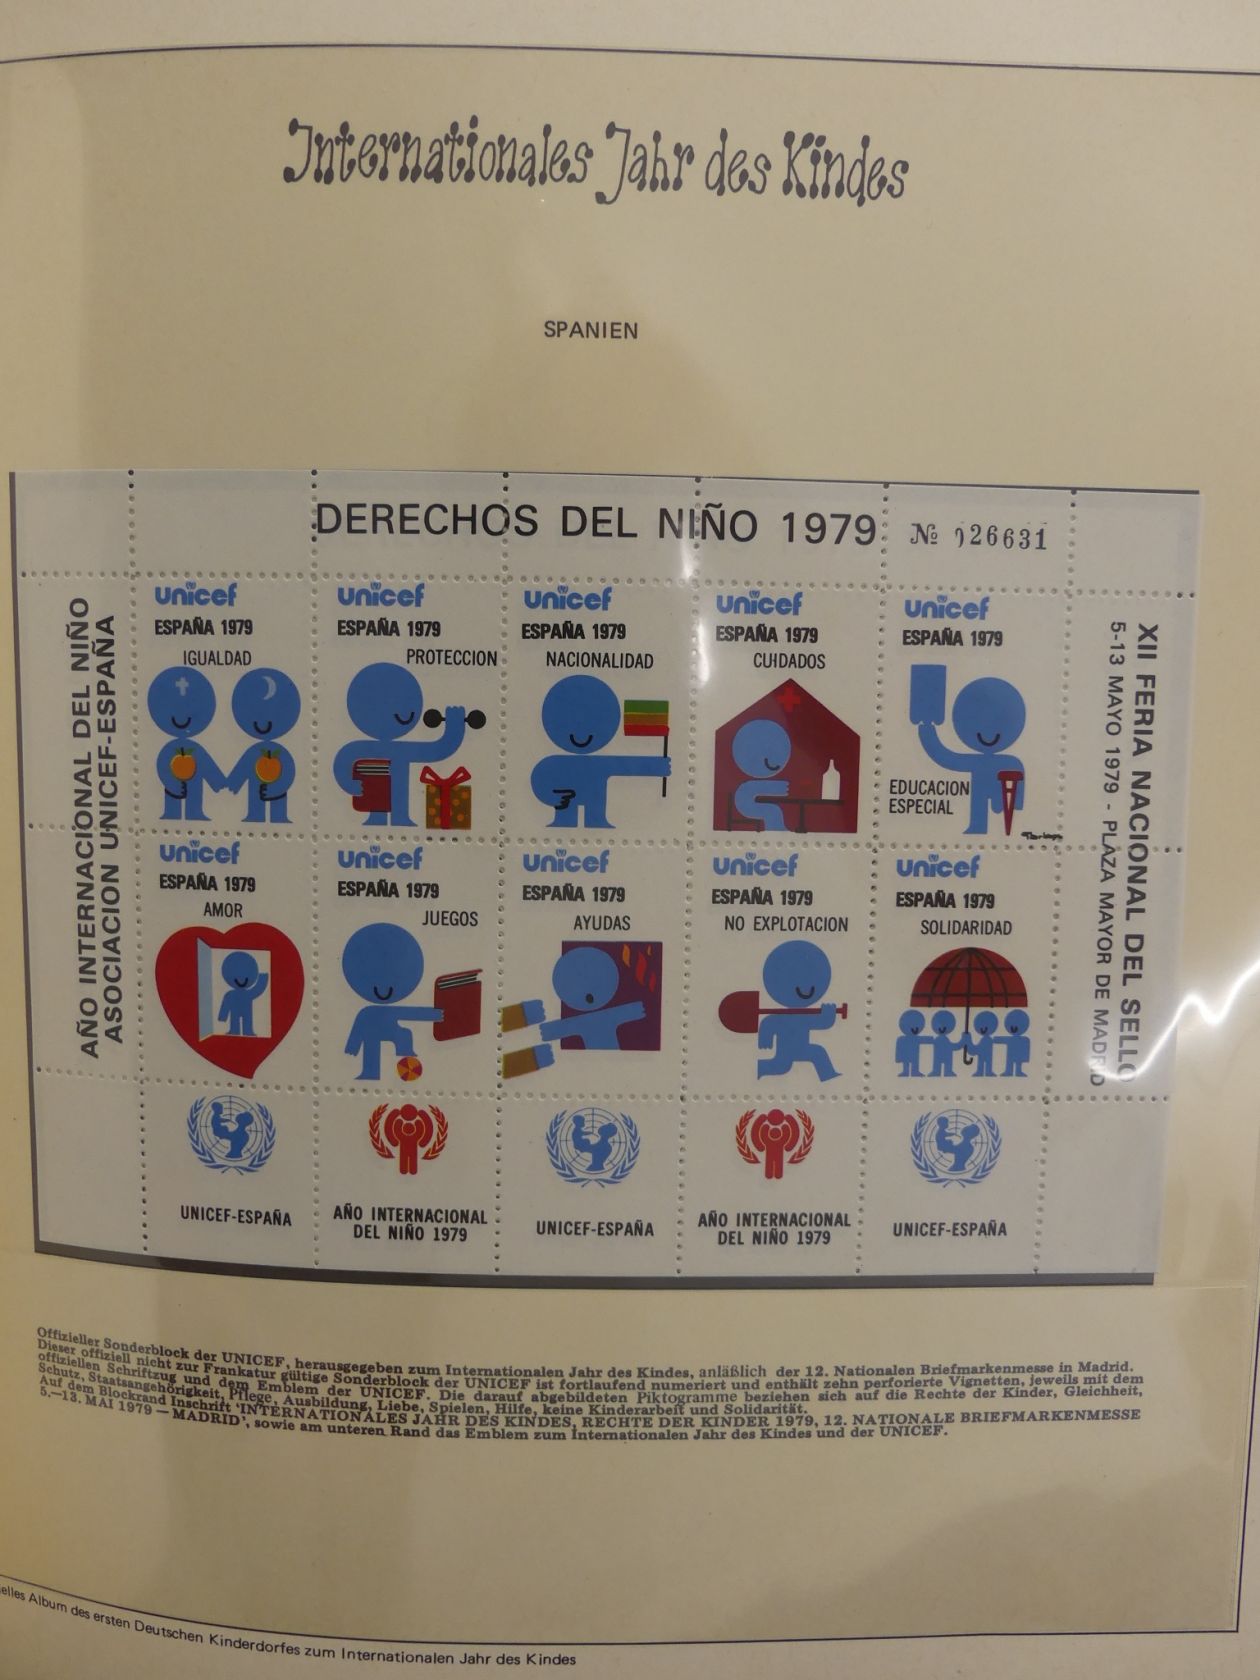 Internationales Jahr des Kindes
SPANIEN
DERECHOS DEL NIÑO 1979
Nº 026631
AÑO INTERNACIONAL DEL NIÑO
ASOCIACION UNICEF-ESPAÑA
unicef
ESPAÑA 1979
IGUALDAD
unicef
ESPAÑA 1979
PROTECCION
unicef
ESPAÑA 1979
NACIONALIDAD
unicef
ESPAÑA 1979
CUIDADOS
unicef
ESPAÑA 1979
EDUCACION
ESPECIAL
unicef
ESPAÑA 1979
AMOR
unicef
ESPAÑA 1979
JUEGOS
unicef
ESPAÑA 1979
AYUDAS
unicef
ESPAÑA 1979
NO EXPLOTACION
unicef
ESPAÑA 1979
SOLIDARIDAD
XII FERIA NACIONAL DEL SELLO
5-13 MAYO 1979 - PLAZA MAYOR DE MADRID
UNICEF-ESPAÑA
AÑO INTERNACIONAL
DEL NIÑO 1979
UNICEF-ESPAÑA
AÑO INTERNACIONAL
DEL NIÑO 1979
UNICEF-ESPAÑA
Offizieller Sonderblock der UNICEF, herausgegeben zum Internationalen Jahr des Kindes, anläßlich der 12. Nationalen Briefmarkenmesse in Madrid.
Dieser offiziell nicht zur Frankatur gültige Sonderblock der UNICEF ist fortlaufend numeriert und enthält zehn perforierte Vignetten, jeweils mit dem
offiziellen Schriftzug und dem Emblem der UNICEF. Die darauf abgebildeten Piktogramme beziehen sich auf die Rechte der Kinder, Gleichheit,
Schutz, Staatsangehörigkeit, Pflege, Ausbildung, Liebe, Spielen, Hilfe, keine Kinderarbeit und Solidarität.
Auf dem Blockrand Inschrift 'INTERNATIONALES JAHR DES KINDES, RECHTE DER KINDER 1979, 12. NATIONALE BRIEFMARKENMESSE
5.—13. MAI 1979 — MADRID', sowie am unteren Rand das Emblem zum Internationalen Jahr des Kindes und der UNICEF.
elles Album des ersten Deutschen Kinderdorfes zum Internationalen Jahr des Kindes